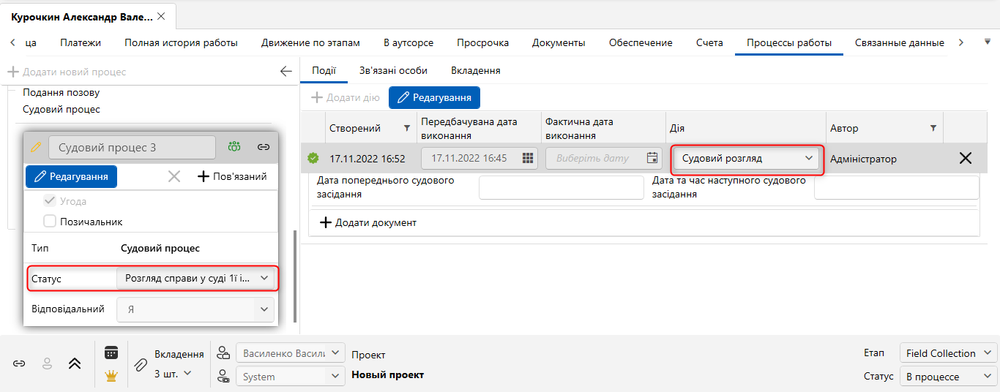 Курочкин Александр Вале...
ца Платежи Полная история работы Движение по этапам В аутсорсе Просрочка Документы Обеспечение Счета Процессы работы Связанные данные
Додати новий процес
Подання позову
Судовий процес
Судовий процес 3
Редагування Пов'язаний
Угода
Позичальник
Тип Судовий процес
Статус Розгляд справи у суді 1ї і...
Відповідальний Я
Події Зв'язані особи Вкладення
Додати дію Редагування
Створений Передбачувана дата виконання Фактична дата виконання Дія Автор
17.11.2022 16:52 17.11.2022 16:45 Виберіть дату Судовий розгляд Адміністратор
Дата попереднього судового
засідання
Дата та час наступного судового
засідання
Додати документ
Вкладення
3 шт.
Василенко Васили
System
Проект
Новый проект
Етап Field Collection
Статус В процессе